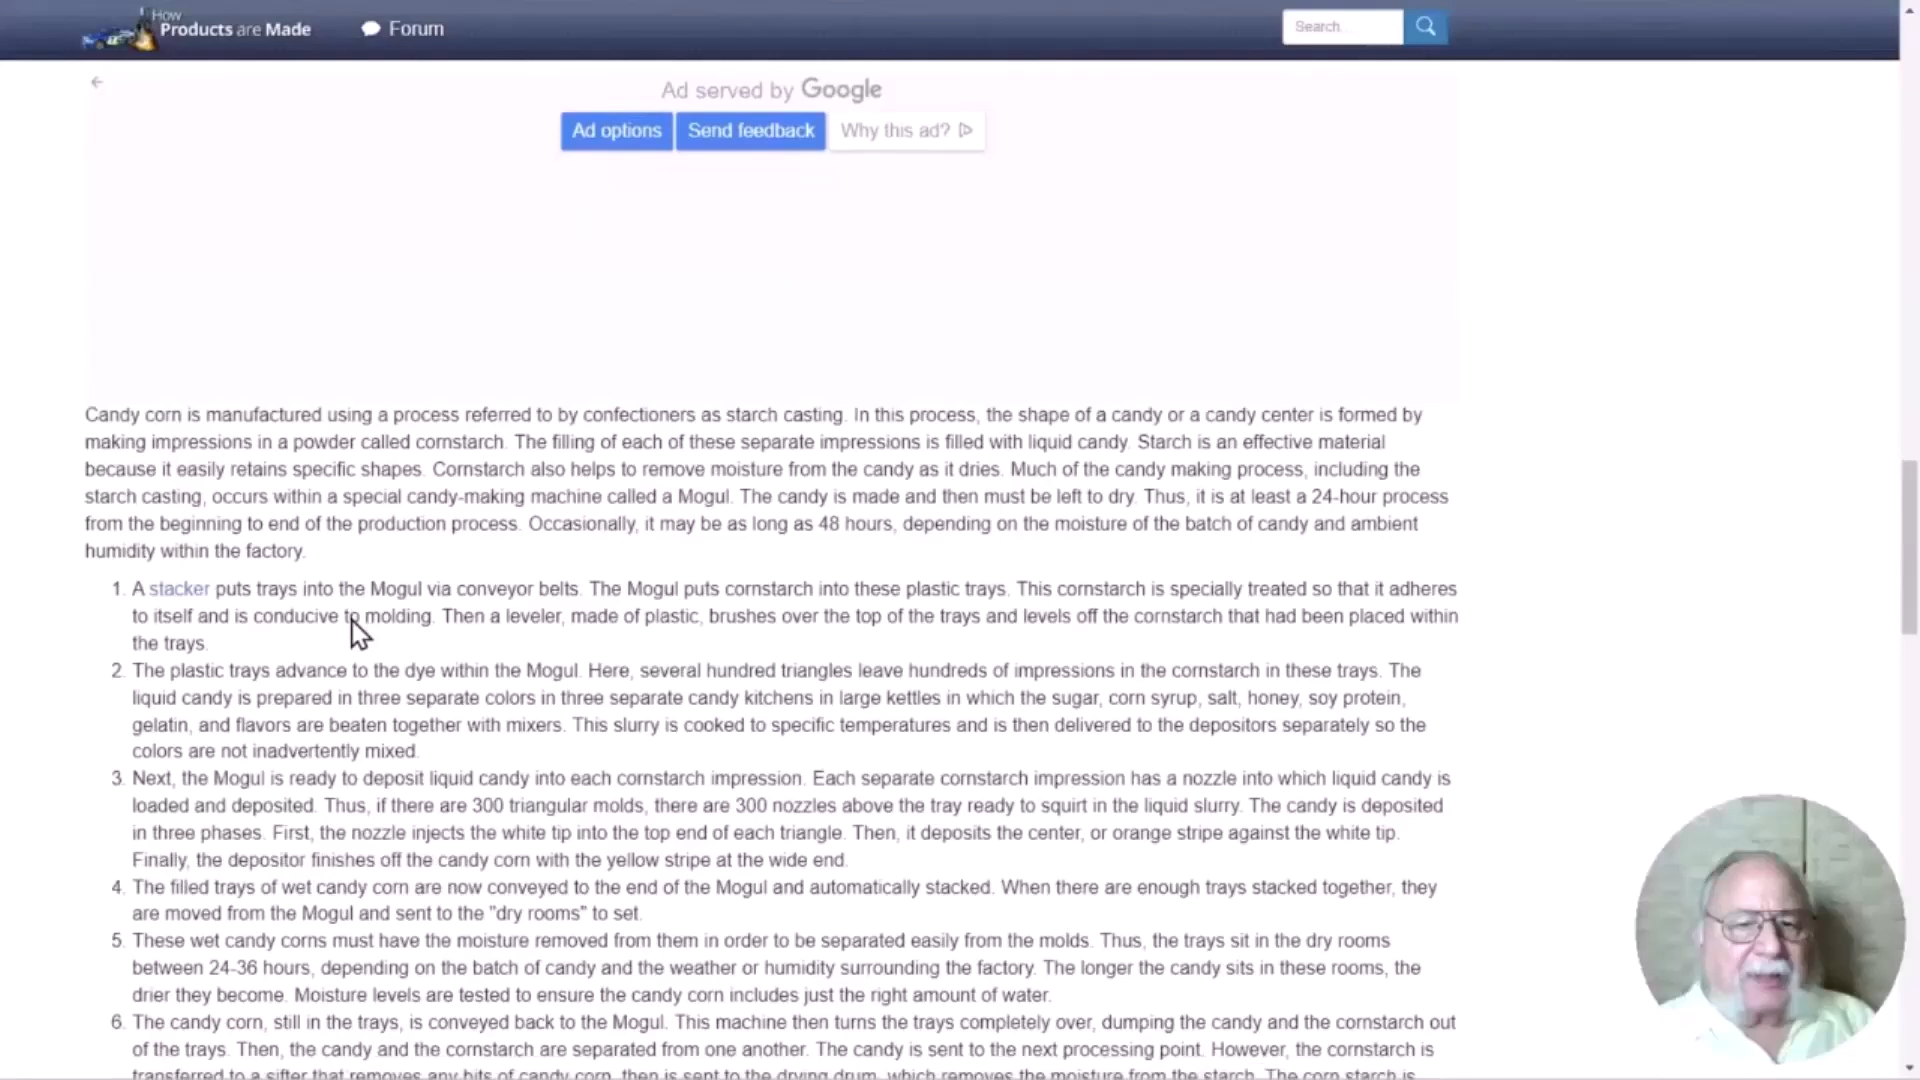 How
Products are Made
Forum
Search...
Ad served by Google
Ad options
Send feedback
Why this ad?
Candy corn is manufactured using a process referred to by confectioners as starch casting. In this process, the shape of a candy or a candy center is formed by
making impressions in a powder called cornstarch. The filling of each of these separate impressions is filled with liquid candy. Starch is an effective material
because it easily retains specific shapes. Cornstarch also helps to remove moisture from the candy as it dries. Much of the candy making process, including the
starch casting, occurs within a special candy-making machine called a Mogul. The candy is made and then must be left to dry. Thus, it is at least a 24-hour process
from the beginning to end of the production process. Occasionally, it may be as long as 48 hours, depending on the moisture of the batch of candy and ambient
humidity within the factory.
1. A stacker puts trays into the Mogul via conveyor belts. The Mogul puts cornstarch into these plastic trays. This cornstarch is specially treated so that it adheres
to itself and is conducive to molding. Then a leveler, made of plastic, brushes over the top of the trays and levels off the cornstarch that had been placed within
the trays.
2. The plastic trays advance to the dye within the Mogul. Here, several hundred triangles leave hundreds of impressions in the cornstarch in these trays. The
liquid candy is prepared in three separate colors in three separate candy kitchens in large kettles in which the sugar, corn syrup, salt, honey, soy protein,
gelatin, and flavors are beaten together with mixers. This slurry is cooked to specific temperatures and is then delivered to the depositors separately so the
colors are not inadvertently mixed.
3. Next, the Mogul is ready to deposit liquid candy into each cornstarch impression. Each separate cornstarch impression has a nozzle into which liquid candy is
loaded and deposited. Thus, if there are 300 triangular molds, there are 300 nozzles above the tray ready to squirt in the liquid slurry. The candy is deposited
in three phases. First, the nozzle injects the white tip into the top end of each triangle. Then, it deposits the center, or orange stripe against the white tip.
Finally, the depositor finishes off the candy corn with the yellow stripe at the wide end.
4. The filled trays of wet candy corn are now conveyed to the end of the Mogul and automatically stacked. When there are enough trays stacked together, they
are moved from the Mogul and sent to the "dry rooms" to set.
5. These wet candy corns must have the moisture removed from them in order to be separated easily from the molds. Thus, the trays sit in the dry rooms
between 24-36 hours, depending on the batch of candy and the weather or humidity surrounding the factory. The longer the candy sits in these rooms, the
drier they become. Moisture levels are tested to ensure the candy corn includes just the right amount of water.
6. The candy corn, still in the trays, is conveyed back to the Mogul. This machine then turns the trays completely over, dumping the candy and the cornstarch out
of the trays. Then, the candy and the cornstarch are separated from one another. The candy is sent to the next processing point. However, the cornstarch is
transferred to a sifter that removes any bits of candy corn, then is sent to the drying drum, which removes the moisture from the starch. The corn starch is